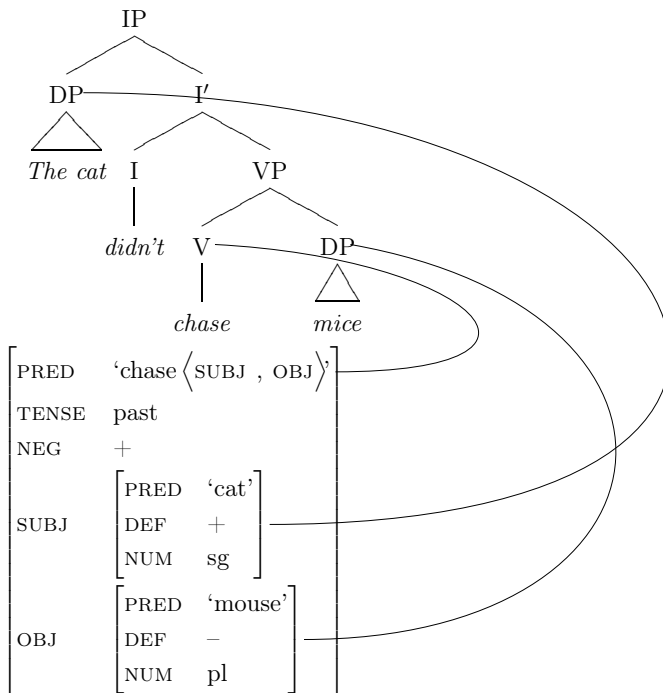 IP
DP I′
The cat I VP
didn't V DP
chase mice
PRED ‘chase⟨SUBJ , OBJ⟩’
TENSE past
NEG +
PRED ‘cat’
SUBJ DEF +
NUM sg
PRED ‘mouse’
OBJ DEF –
NUM pl